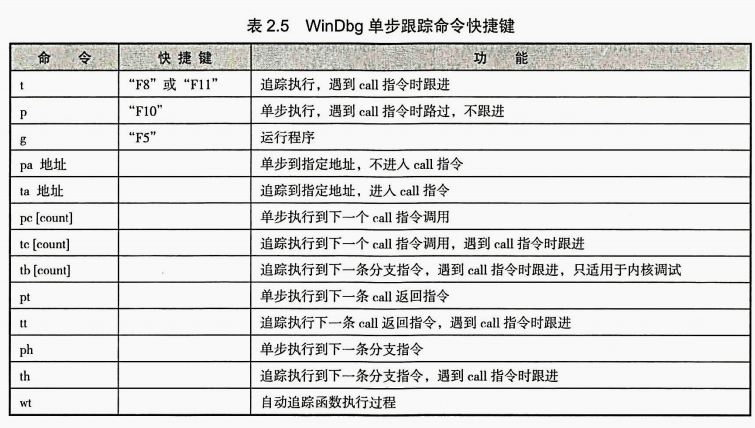 表 2.5 WinDbg 单步跟踪命令快捷键
命 令 快 捷 键 功 能
t “F8” 或 “F11” 追踪执行，遇到 call 指令时跟进
p “F10” 单步执行，遇到 call 指令时路过，不跟进
g “F5” 运行程序
pa 地址 单步到指定地址，不进入 call 指令
ta 地址 追踪到指定地址，进入 call 指令
pc [count] 单步执行到下一个 call 指令调用
tc [count] 追踪执行到下一个 call 指令调用，遇到 call 指令时跟进
tb [count] 追踪执行到下一条分支指令，遇到 call 指令时跟进，只适用于内核调试
pt 单步执行到下一条 call 返回指令
tt 追踪执行下一条 call 返回指令，遇到 call 指令时跟进
ph 单步执行到下一条分支指令
th 追踪执行到下一条分支指令，遇到 call 指令时跟进
wt 自动追踪函数执行过程